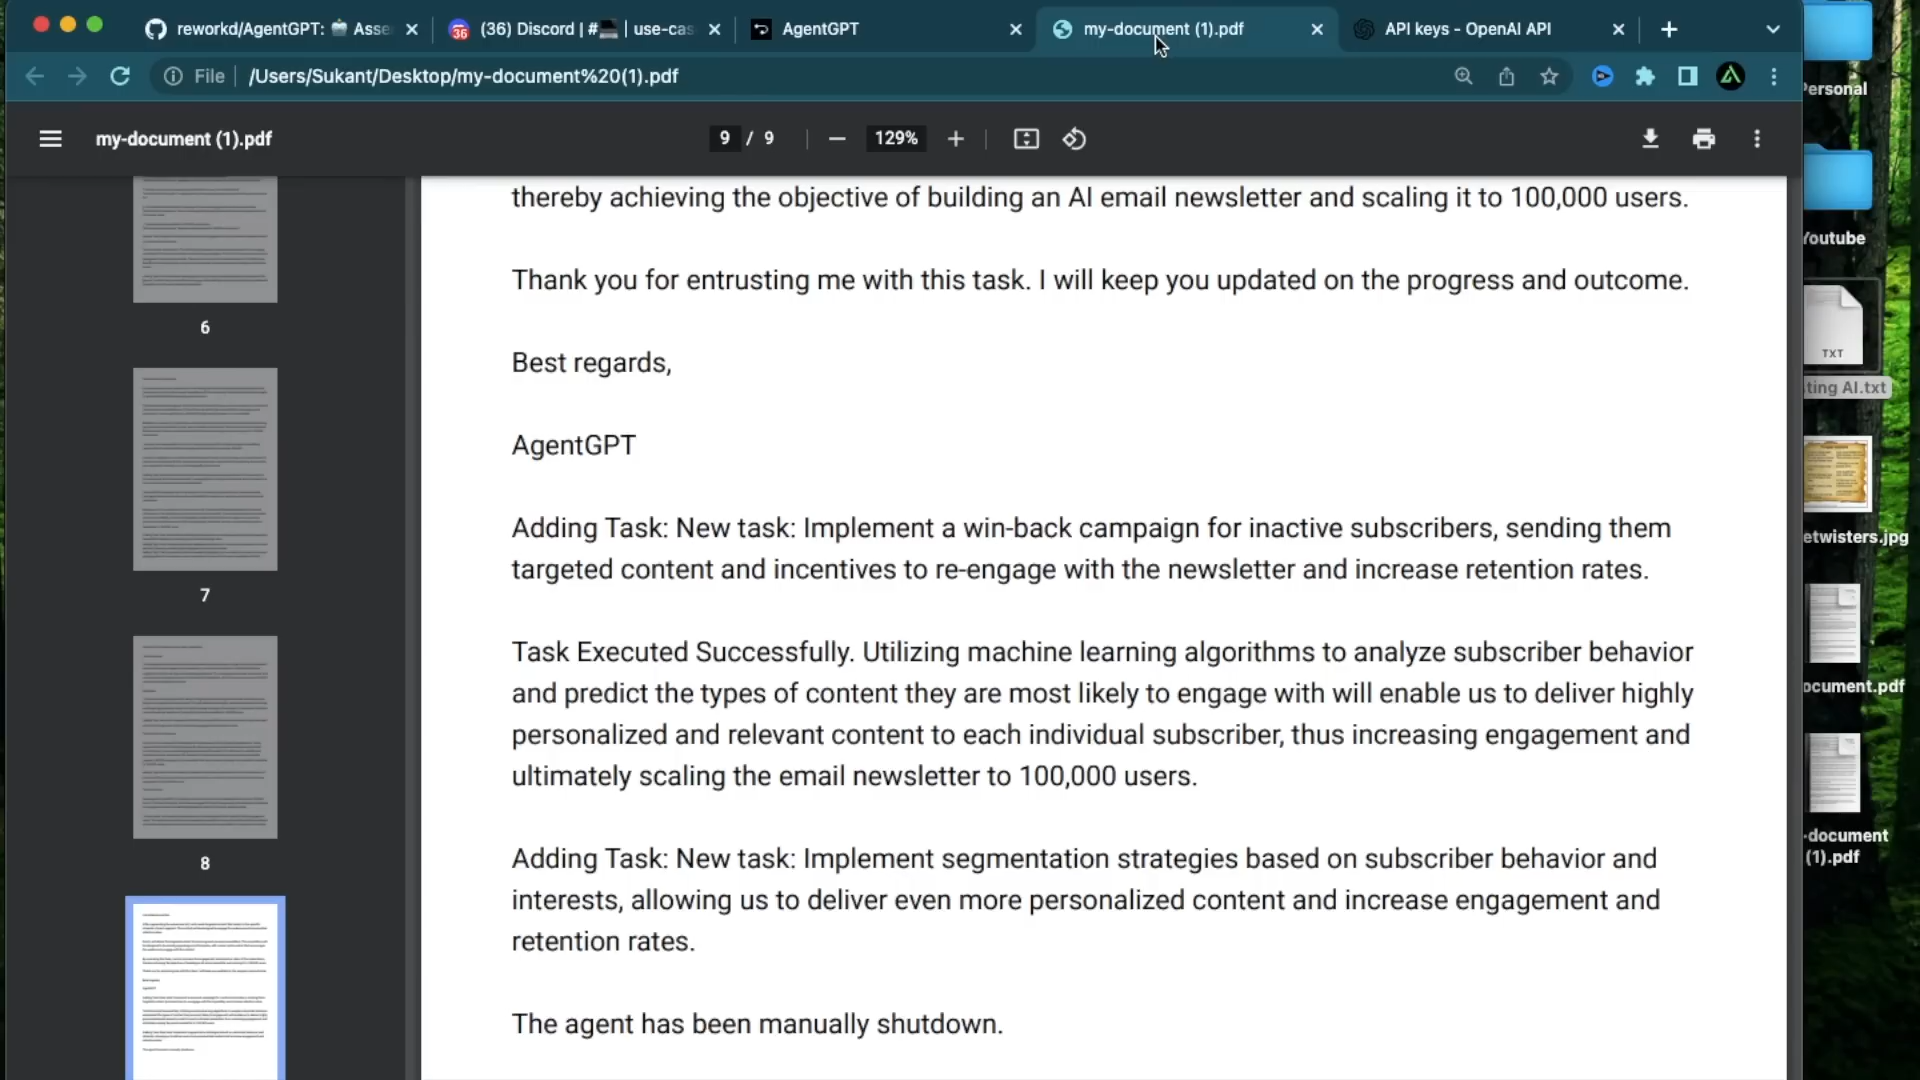 reworkd/AgentGPT: Asse
36
(36) Discord | # | use-cas
AgentGPT
my-document (1).pdf
API keys - OpenAI API
File
/Users/Sukant/Desktop/my-document%20(1).pdf
my-document (1).pdf
9 / 9
129%
6
7
8
thereby achieving the objective of building an AI email newsletter and scaling it to 100,000 users.
Thank you for entrusting me with this task. I will keep you updated on the progress and outcome.
Best regards,
AgentGPT
Adding Task: New task: Implement a win-back campaign for inactive subscribers, sending them
targeted content and incentives to re-engage with the newsletter and increase retention rates.
Task Executed Successfully. Utilizing machine learning algorithms to analyze subscriber behavior
and predict the types of content they are most likely to engage with will enable us to deliver highly
personalized and relevant content to each individual subscriber, thus increasing engagement and
ultimately scaling the email newsletter to 100,000 users.
Adding Task: New task: Implement segmentation strategies based on subscriber behavior and
interests, allowing us to deliver even more personalized content and increase engagement and
retention rates.
The agent has been manually shutdown.
Personal
Youtube
TXT
ting AI.txt
etwisters.jpg
ocument.pdf
-document
(1).pdf